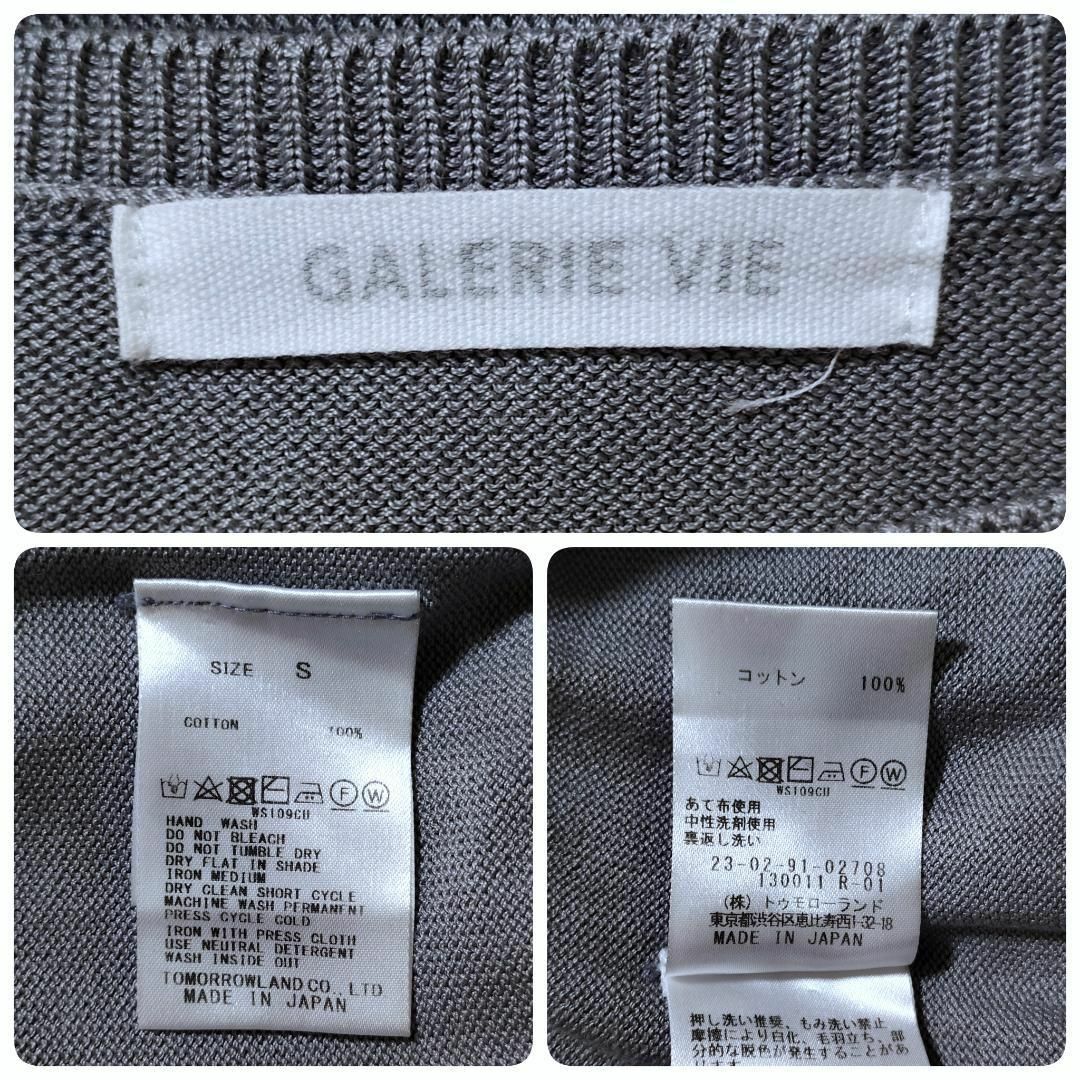 GALERIE VIE
SIZE S
COTTON 100%
F W
WS109CU
HAND WASH
DO NOT BLEACH
DO NOT TUMBLE DRY
DRY FLAT IN SHADE
IRON MEDIUM
DRY CLEAN SHORT CYCLE
MACHINE WASH PERMANENT
PRESS CYCLE COLD
IRON WITH PRESS CLOTH
USE NEUTRAL DETERGENT
WASH INSIDE OUT
TOMORROWLAND CO., LTD
MADE IN JAPAN
コットン 100%
F W
WS109CU
あて布使用
中性洗剤使用
裏返し洗い
23-02-91-02708
130011 R-01
(株)トゥモローランド
東京都渋谷区恵比寿西1-32-18
MADE IN JAPAN
押し洗い推奨、もみ洗い禁止
摩擦により白化、毛羽立ち、部
分的な脱色が発生することがあ